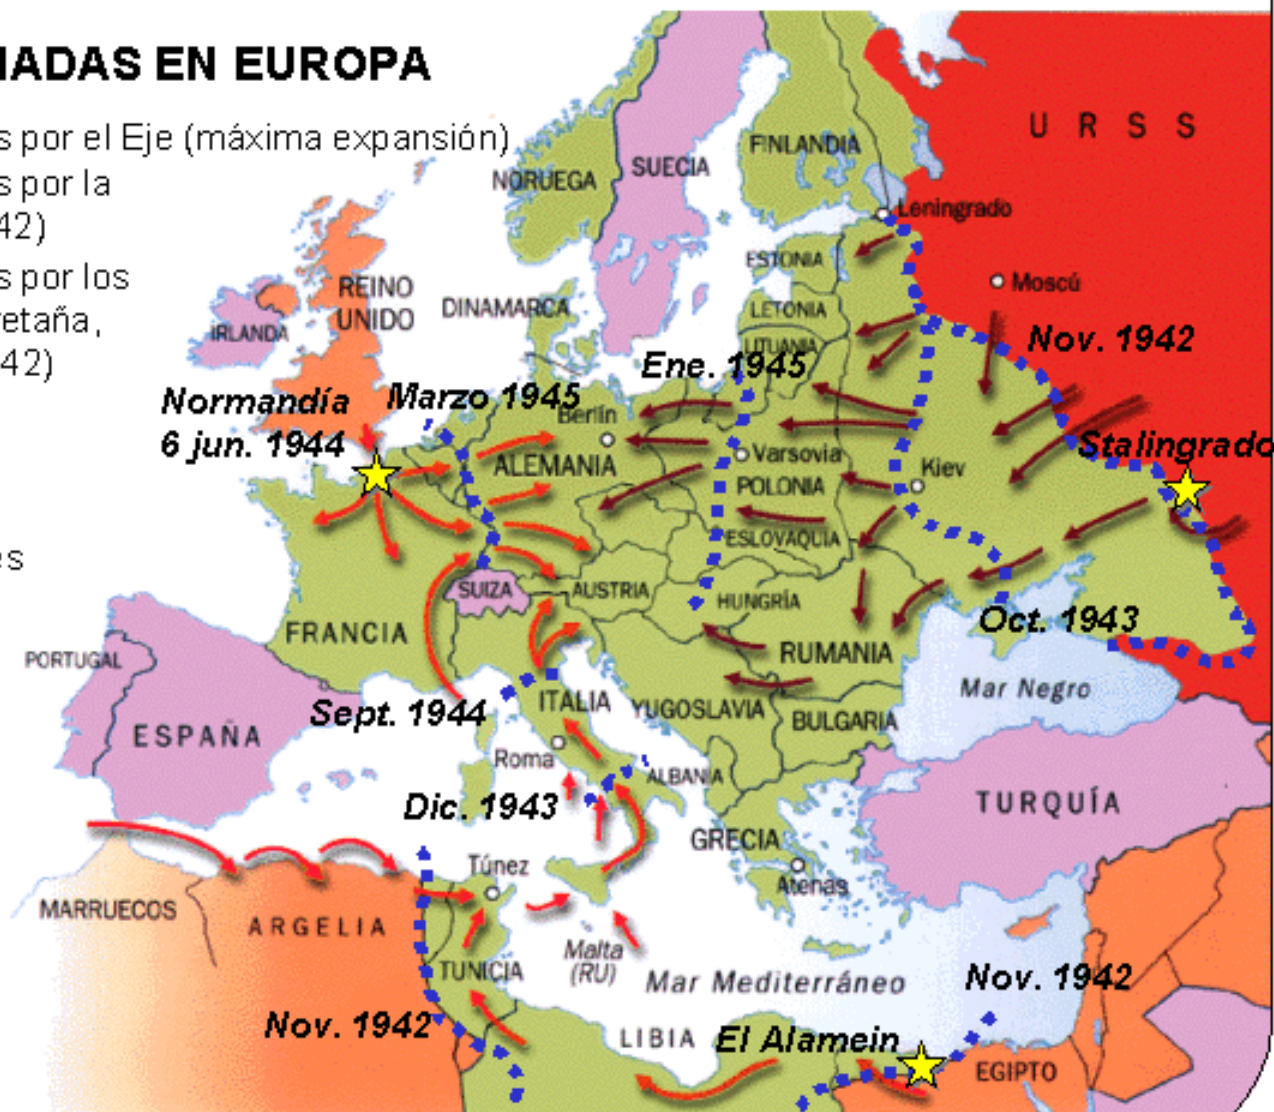 IADAS EN EUROPA
s por el Eje (máxima expansión)
s por la
42)
s por los
retaña,
42)
es
URSS
FINLANDIA
SUECIA
NORUEGA
Leningrado
ESTONIA
Moscú
REINO
UNIDO
DINAMARCA
LETONIA
IRLANDA
LITUANIA
Nov. 1942
Ene. 1945
Normandía
6 jun. 1944
Marzo 1945
Berlín
Stalingrado
ALEMANIA
Varsovia
Kiev
POLONIA
ESLOVAQUIA
SUIZA
AUSTRIA
HUNGRÍA
Oct. 1943
FRANCIA
RUMANIA
PORTUGAL
Mar Negro
ESPAÑA
Sept. 1944
ITALIA
YUGOSLAVIA
BULGARIA
Roma
ALBANIA
TURQUÍA
Dic. 1943
GRECIA
Túnez
Atenas
MARRUECOS
ARGELIA
Malta
(RU)
TUNICIA
Mar Mediterráneo
Nov. 1942
Nov. 1942
LIBIA
El Alamein
EGIPTO